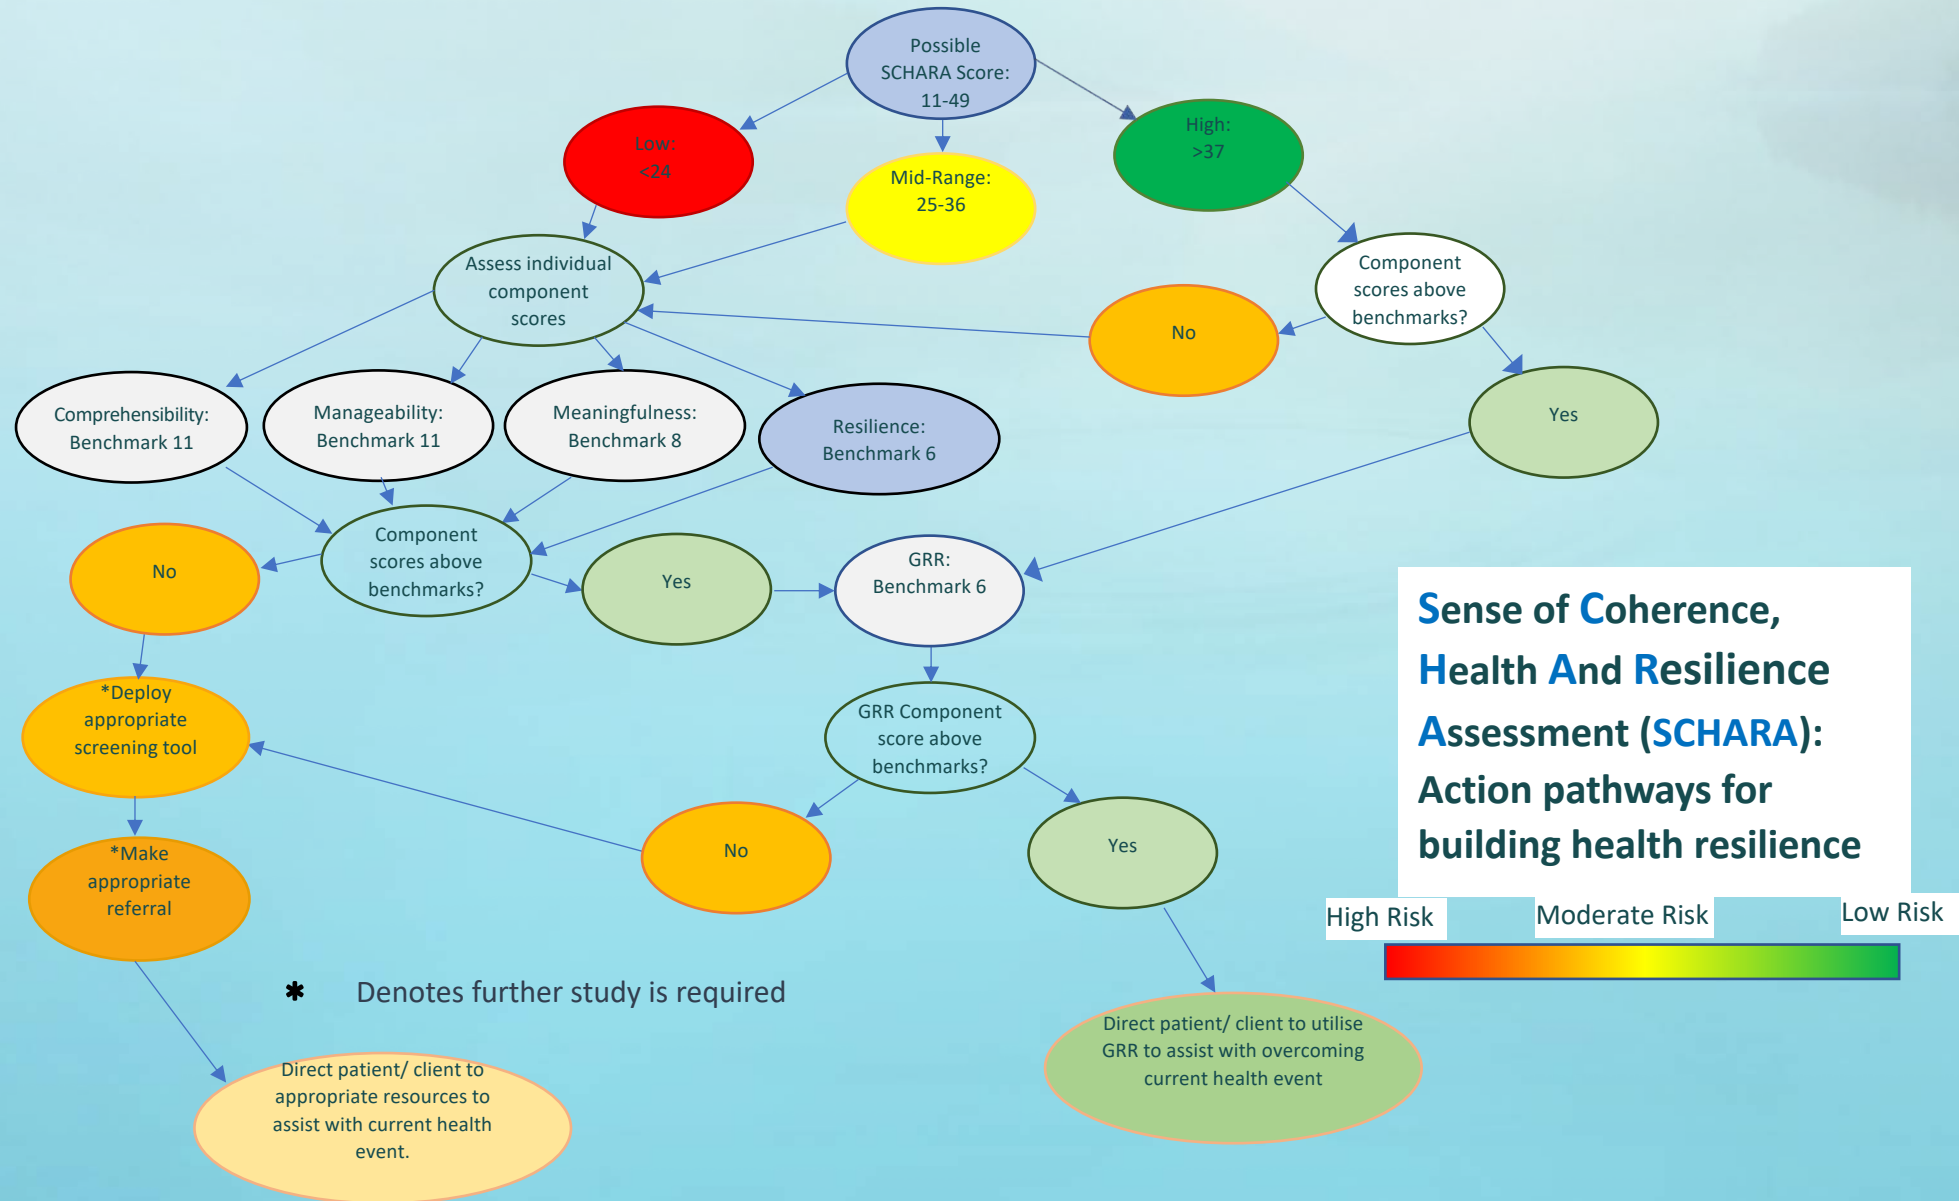 Possible
SCHARA Score:
11-49
Low:
<24
Mid-Range:
25-36
High:
>37
Assess individual
component
scores
Component
scores above
benchmarks?
No
Yes
Comprehensibility:
Benchmark 11
Manageability:
Benchmark 11
Meaningfulness:
Benchmark 8
Resilience:
Benchmark 6
No
Component
scores above
benchmarks?
Yes
GRR:
Benchmark 6
*Deploy
appropriate
screening tool
GRR Component
score above
benchmarks?
*Make
appropriate
referral
No
Yes
Sense of Coherence,
Health And Resilience
Assessment (SCHARA):
Action pathways for
building health resilience
High Risk
Moderate Risk
Low Risk
✱ Denotes further study is required
Direct patient/ client to
appropriate resources to
assist with current health
event.
Direct patient/ client to utilise
GRR to assist with overcoming
current health event